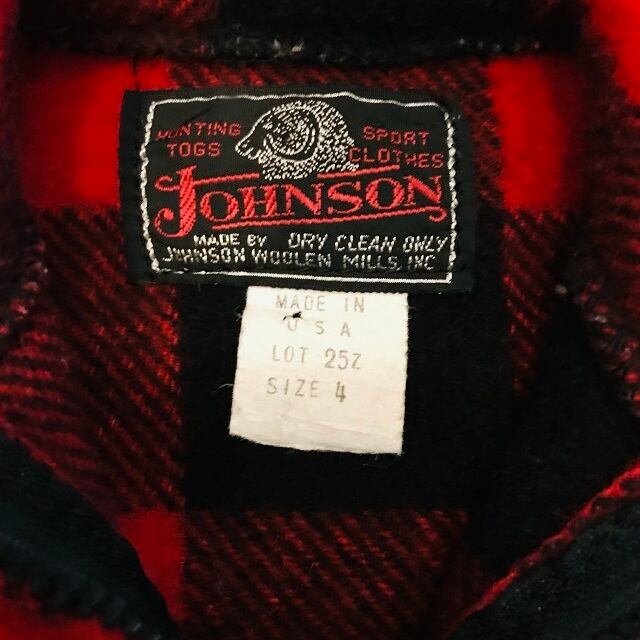 HUNTING TOGS
SPORT CLOTHES
JOHNSON
MADE BY DRY CLEAN ONLY
JOHNSON WOOLEN MILLS, INC
MADE IN
U S A
LOT 25Z
SIZE 4